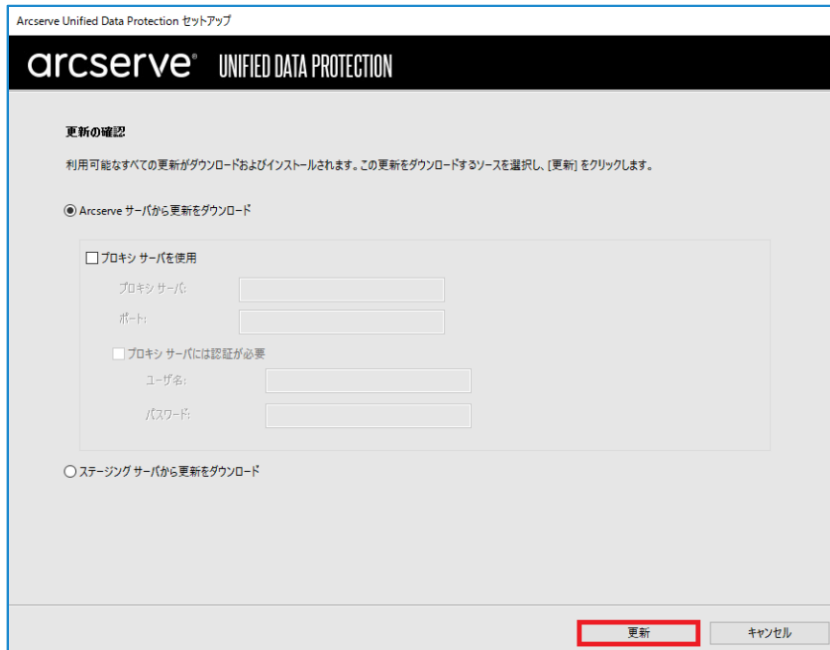 Arcserve Unified Data Protection セットアップ
arcserve® UNIFIED DATA PROTECTION
更新の確認
利用可能なすべての更新がダウンロードおよびインストールされます。この更新をダウンロードするソースを選択し、[更新] をクリックします。
Arcserve サーバから更新をダウンロード
プロキシ サーバを使用
プロキシ サーバ:
ポート:
プロキシ サーバには認証が必要
ユーザ名:
パスワード:
ステージング サーバから更新をダウンロード
更新 キャンセル